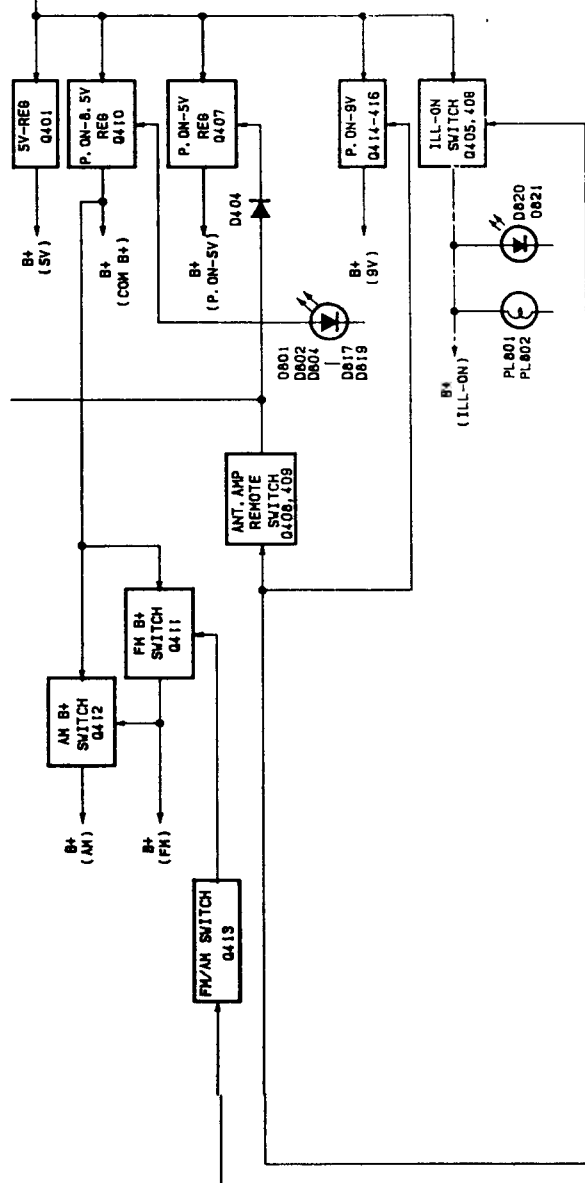 5V-REG
Q401
B+
(5V)
P.ON-8.5V
REG
Q410
B+
(COM B+)
P.ON-5V
REG
Q407
B+
(P.ON-5V)
D404
P.ON-9V
Q414-416
B+
(9V)
ILL-ON
SWITCH
Q405,408
D820
D821
PL801
PL802
B+
(ILL-ON)
D801
D802
D804
|
D817
D819
ANT.AMP
REMOTE
SWITCH
Q408,409
FM B+
SWITCH
Q411
AM B+
SWITCH
Q412
B+
(AM)
B+
(FM)
FM/AM SWITCH
Q413